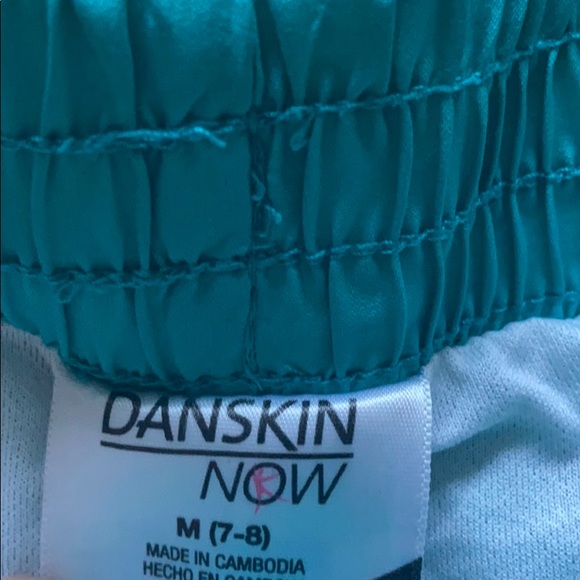 DANSKIN
NOW
M (7-8)
MADE IN CAMBODIA
HECHO EN